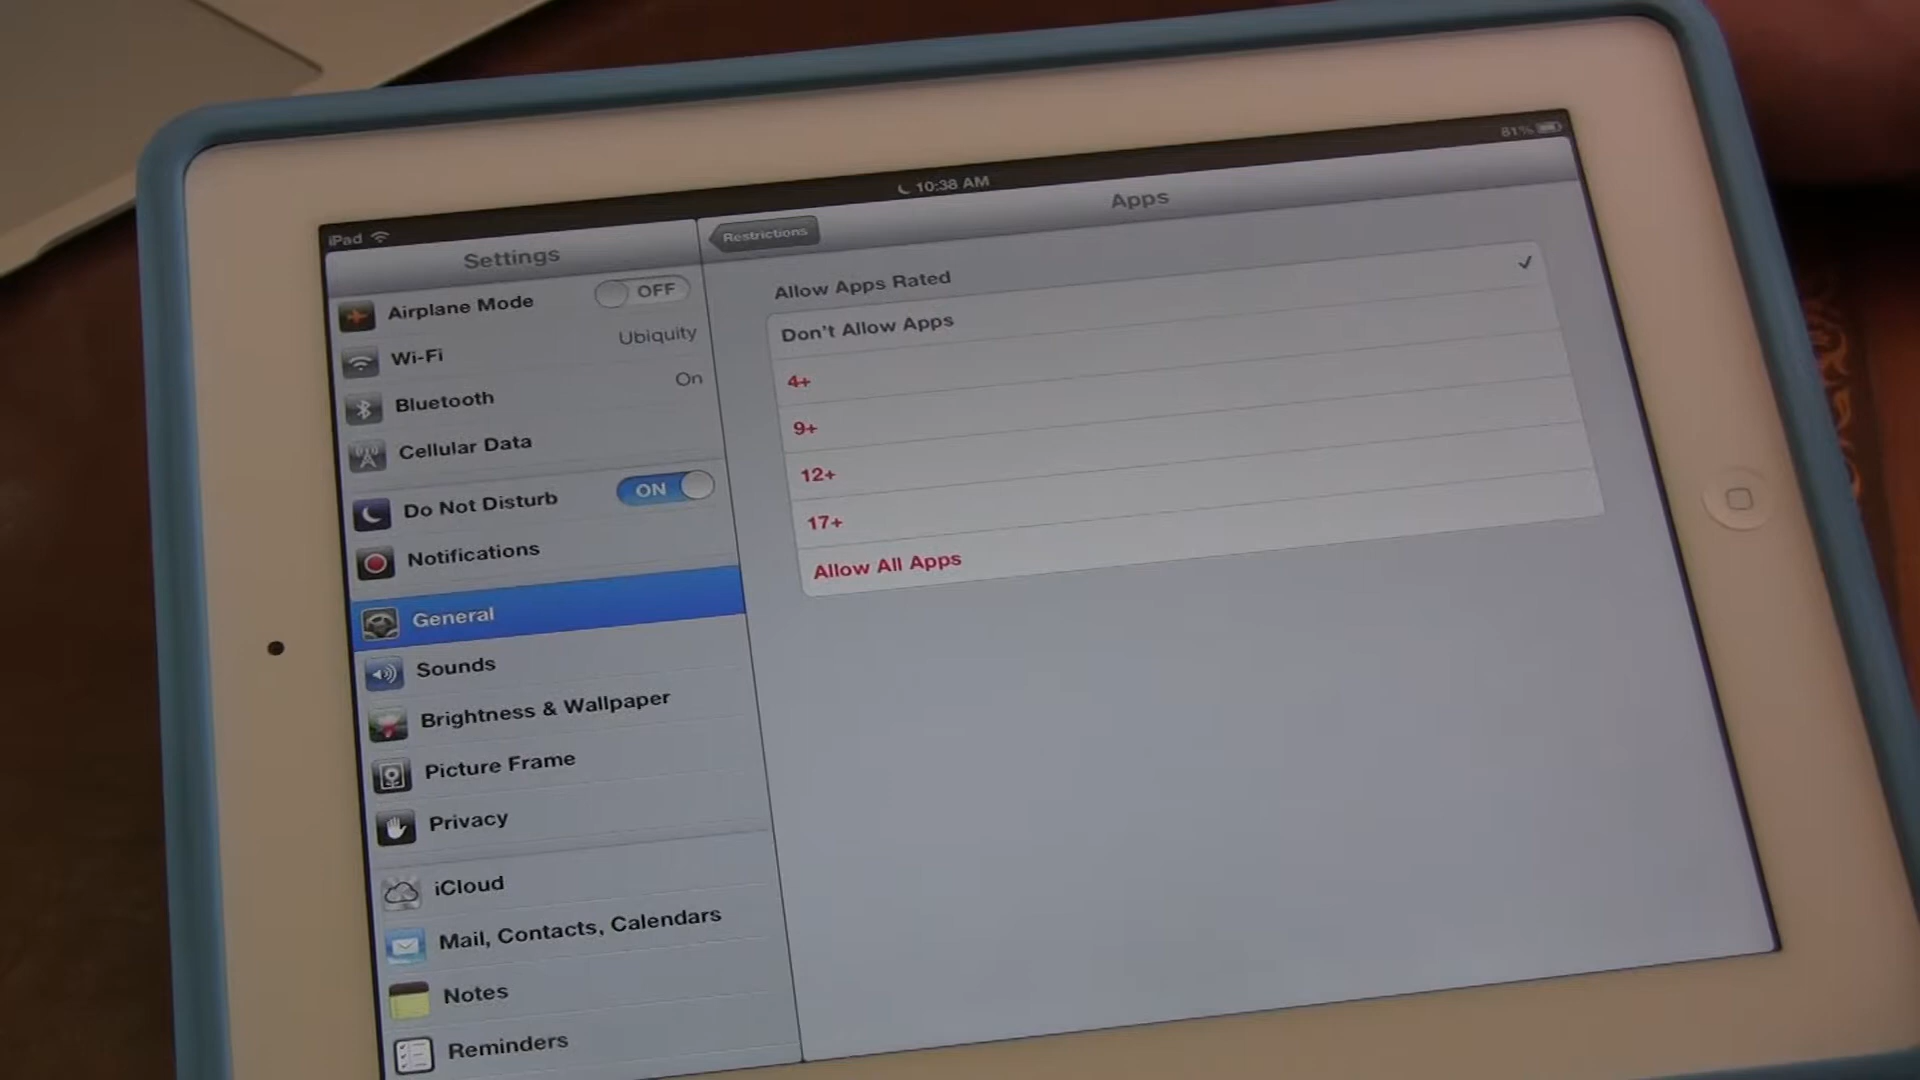 iPad
10:38 AM
81%
Settings
Restrictions
Apps
Airplane Mode OFF
Wi-Fi Ubiquity
Bluetooth On
Cellular Data
Do Not Disturb ON
Notifications
General
Sounds
Brightness & Wallpaper
Picture Frame
Privacy
iCloud
Mail, Contacts, Calendars
Notes
Reminders
Allow Apps Rated
Don't Allow Apps
4+
9+
12+
17+
Allow All Apps